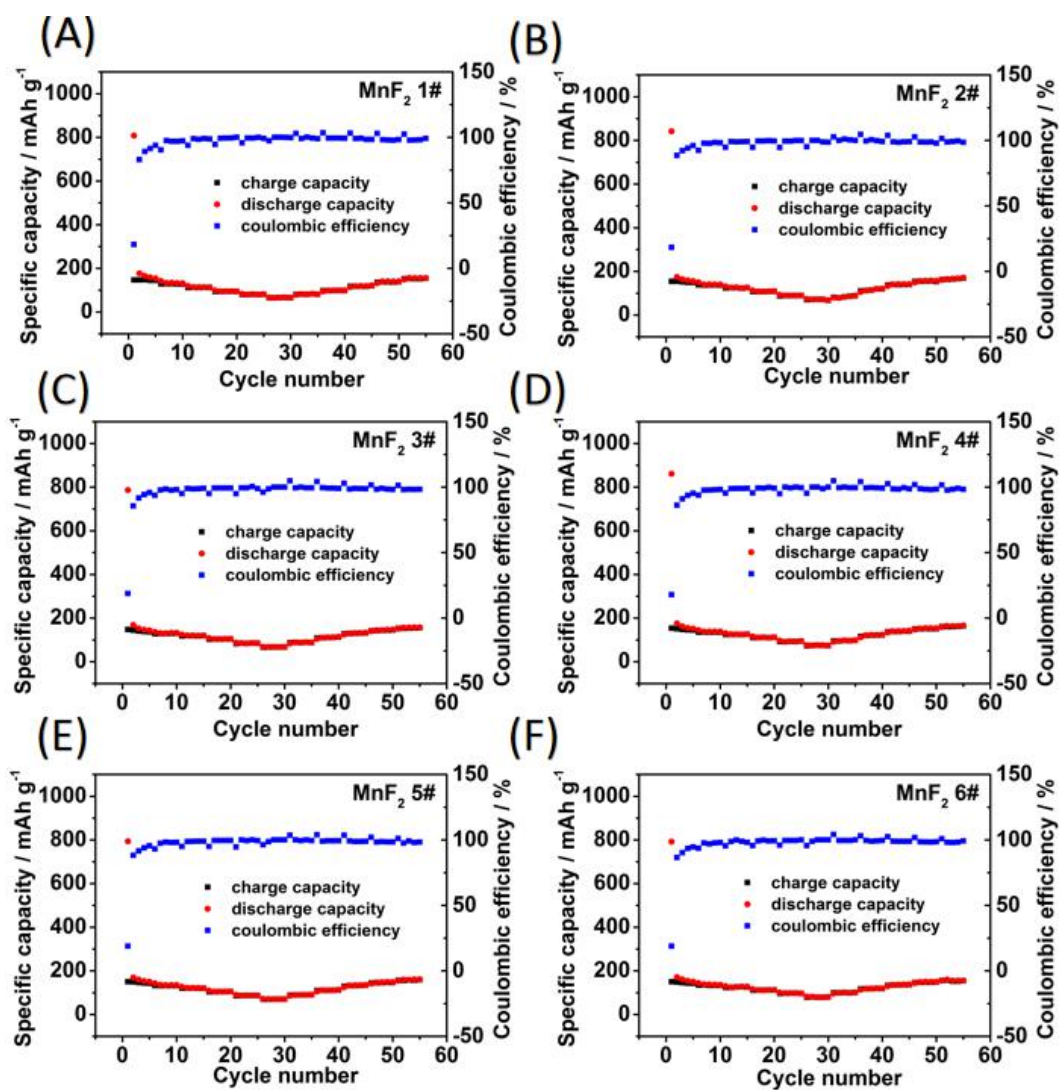 (A)
MnF2 1#
Specific capacity / mAh g-1
1000
800
600
400
200
0
150
100
50
0
-50
Coulombic efficiency / %
charge capacity
discharge capacity
coulombic efficiency
0 10 20 30 40 50 60
Cycle number
(B)
MnF2 2#
Specific capacity / mAh g-1
1000
800
600
400
200
0
150
100
50
0
-50
Coulombic efficiency / %
charge capacity
discharge capacity
coulombic efficiency
0 10 20 30 40 50 60
Cycle number
(C)
MnF2 3#
Specific capacity / mAh g-1
1000
800
600
400
200
0
150
100
50
0
-50
Coulombic efficiency / %
charge capacity
discharge capacity
coulombic efficiency
0 10 20 30 40 50 60
Cycle number
(D)
MnF2 4#
Specific capacity / mAh g-1
1000
800
600
400
200
0
150
100
50
0
-50
Coulombic efficiency / %
charge capacity
discharge capacity
coulombic efficiency
0 10 20 30 40 50 60
Cycle number
(E)
MnF2 5#
Specific capacity / mAh g-1
1000
800
600
400
200
0
150
100
50
0
-50
Coulombic efficiency / %
charge capacity
discharge capacity
coulombic efficiency
0 10 20 30 40 50 60
Cycle number
(F)
MnF2 6#
Specific capacity / mAh g-1
1000
800
600
400
200
0
150
100
50
0
-50
Coulombic efficiency / %
charge capacity
discharge capacity
coulombic efficiency
0 10 20 30 40 50 60
Cycle number